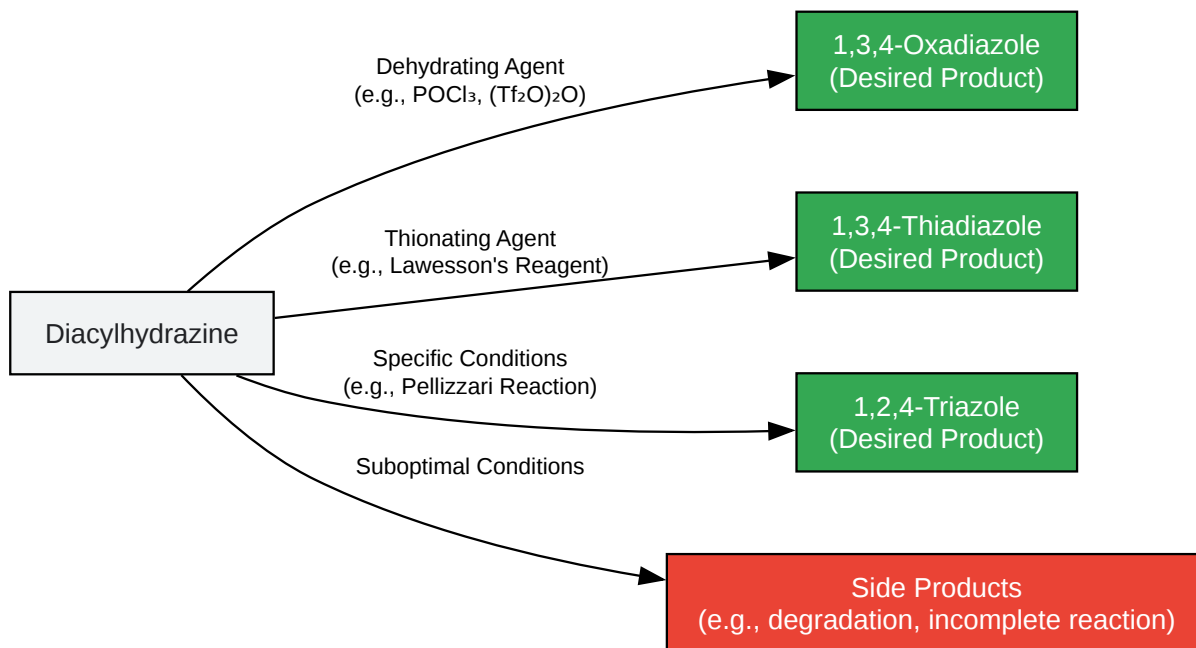 Dehydrating Agent
(e.g., POCl₃, (Tf₂O)₂O)
1,3,4-Oxadiazole
(Desired Product)
Thionating Agent
(e.g., Lawesson's Reagent)
1,3,4-Thiadiazole
(Desired Product)
Diacylhydrazine
Specific Conditions
(e.g., Pellizzari Reaction)
1,2,4-Triazole
(Desired Product)
Suboptimal Conditions
Side Products
(e.g., degradation, incomplete reaction)